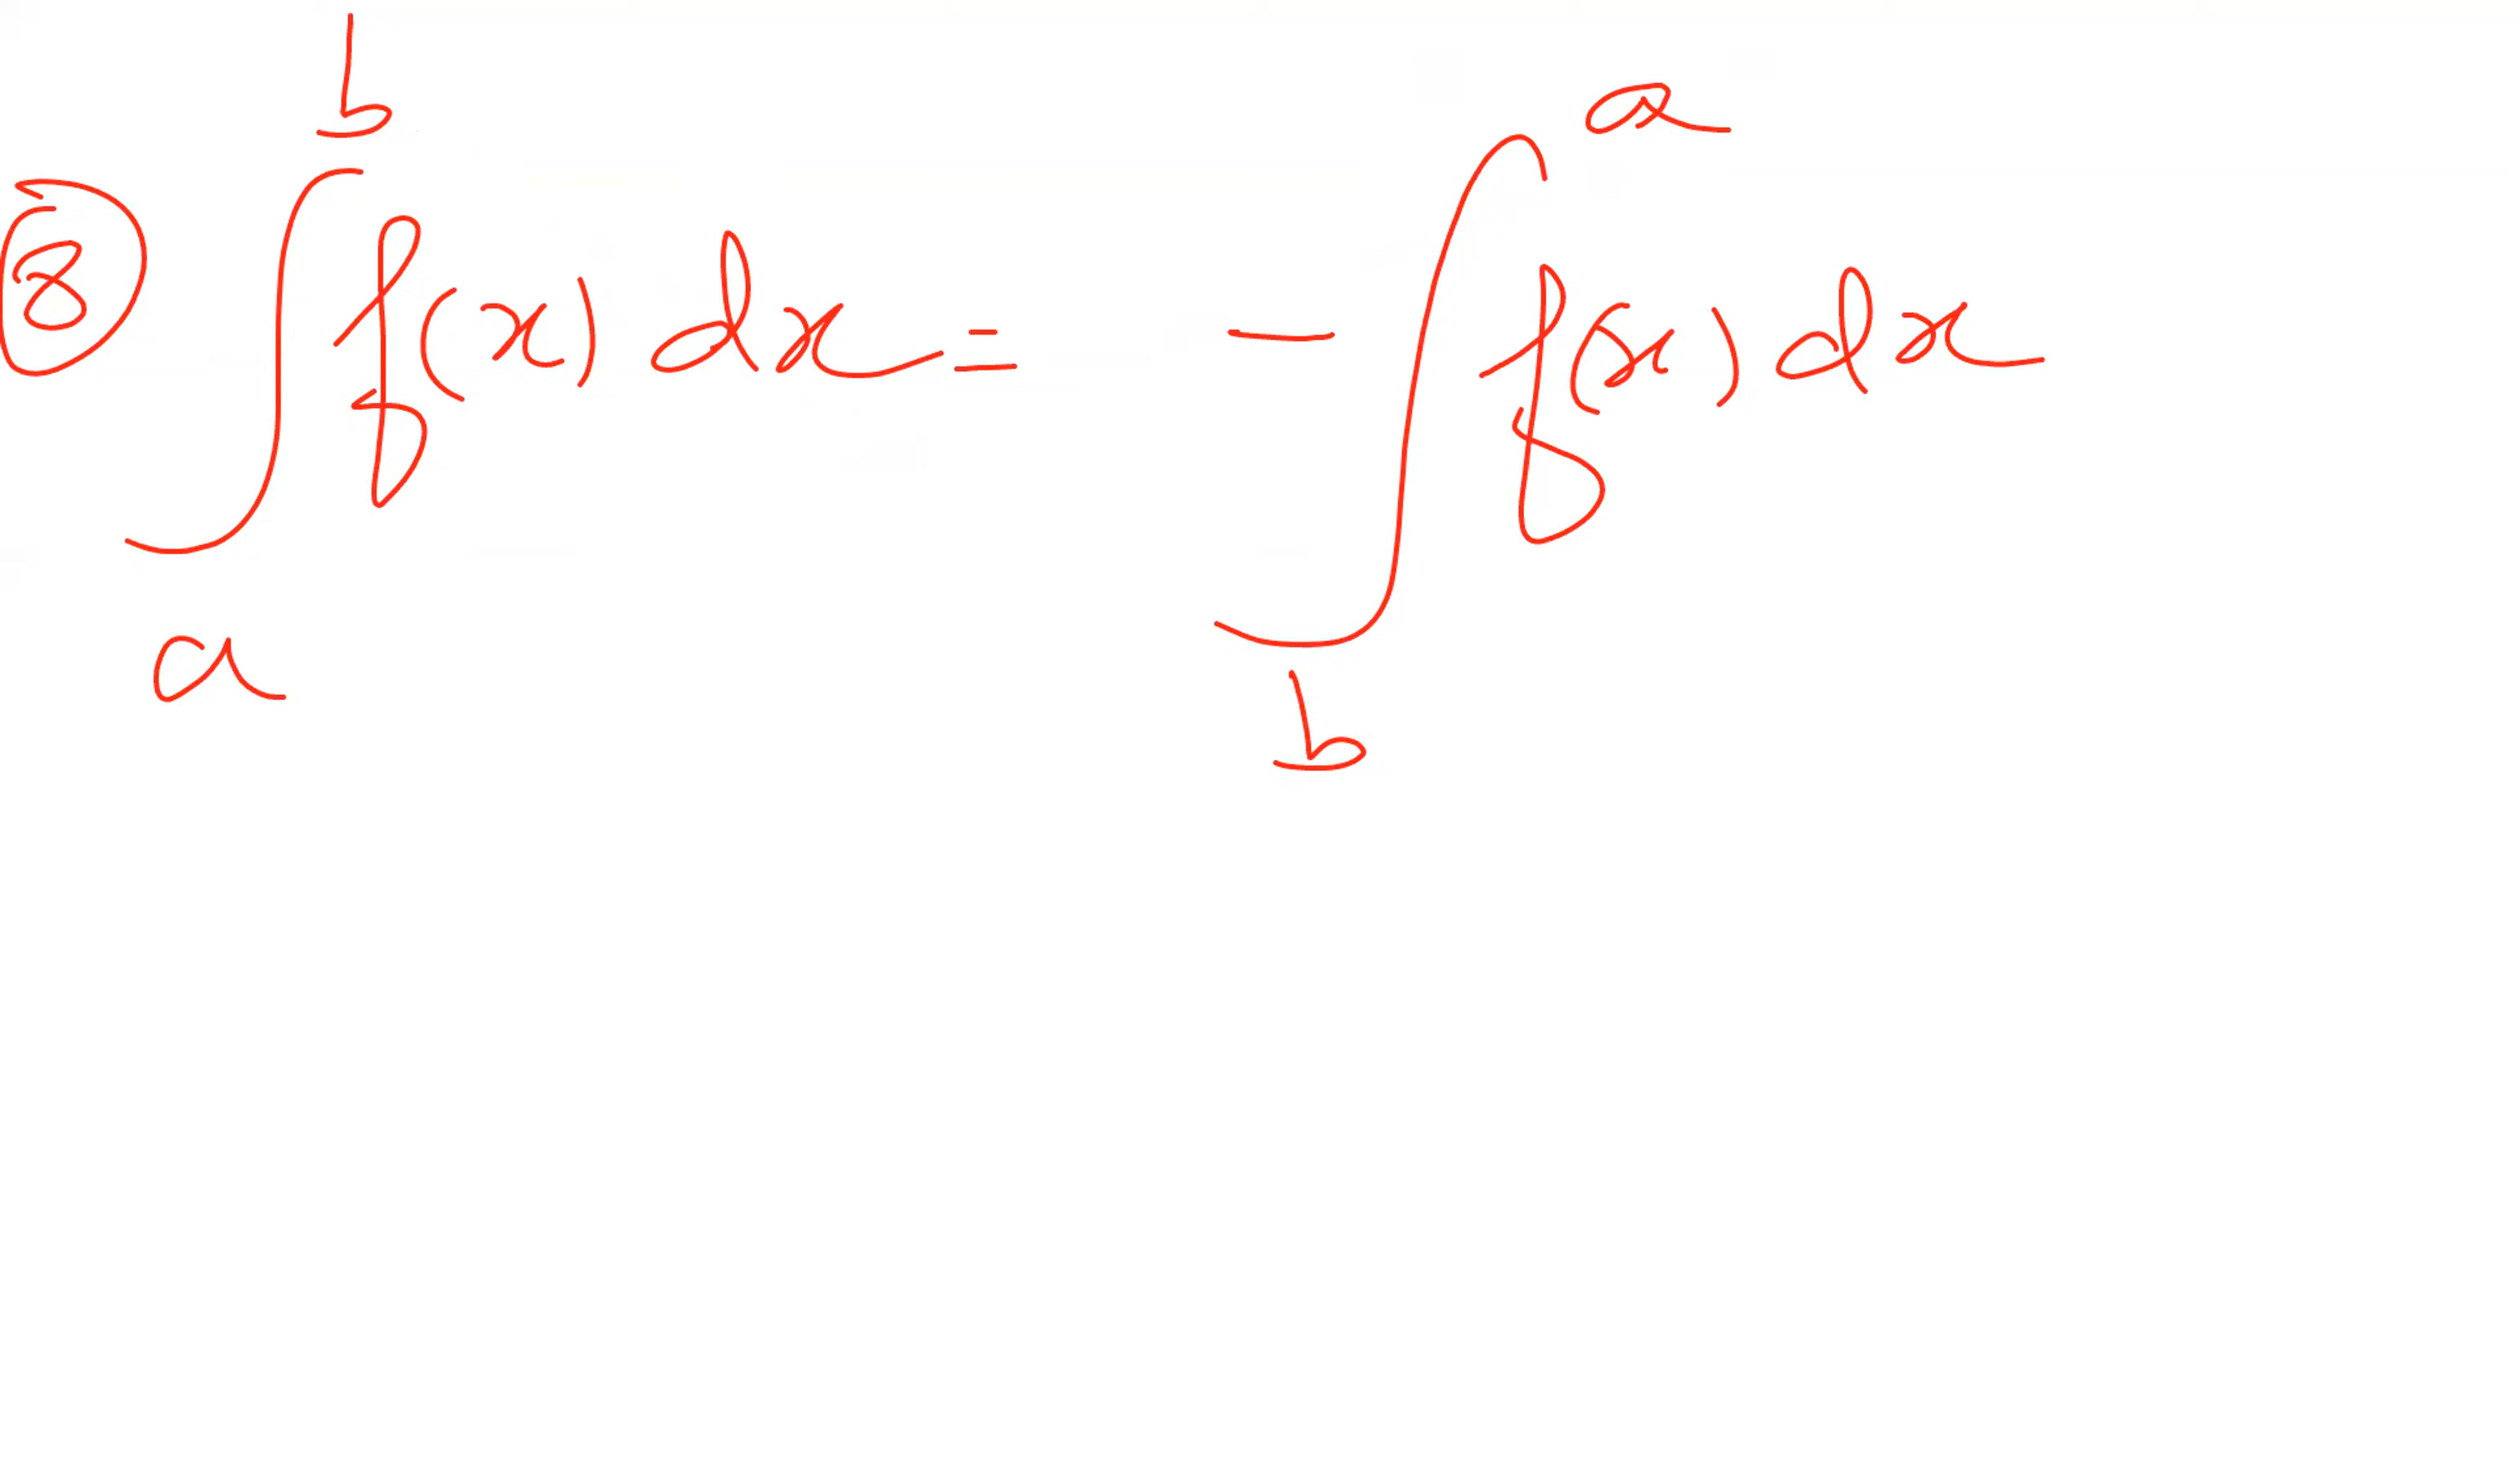 ⑧ ∫_a^b f(x) dx = - ∫_b^a f(x) dx